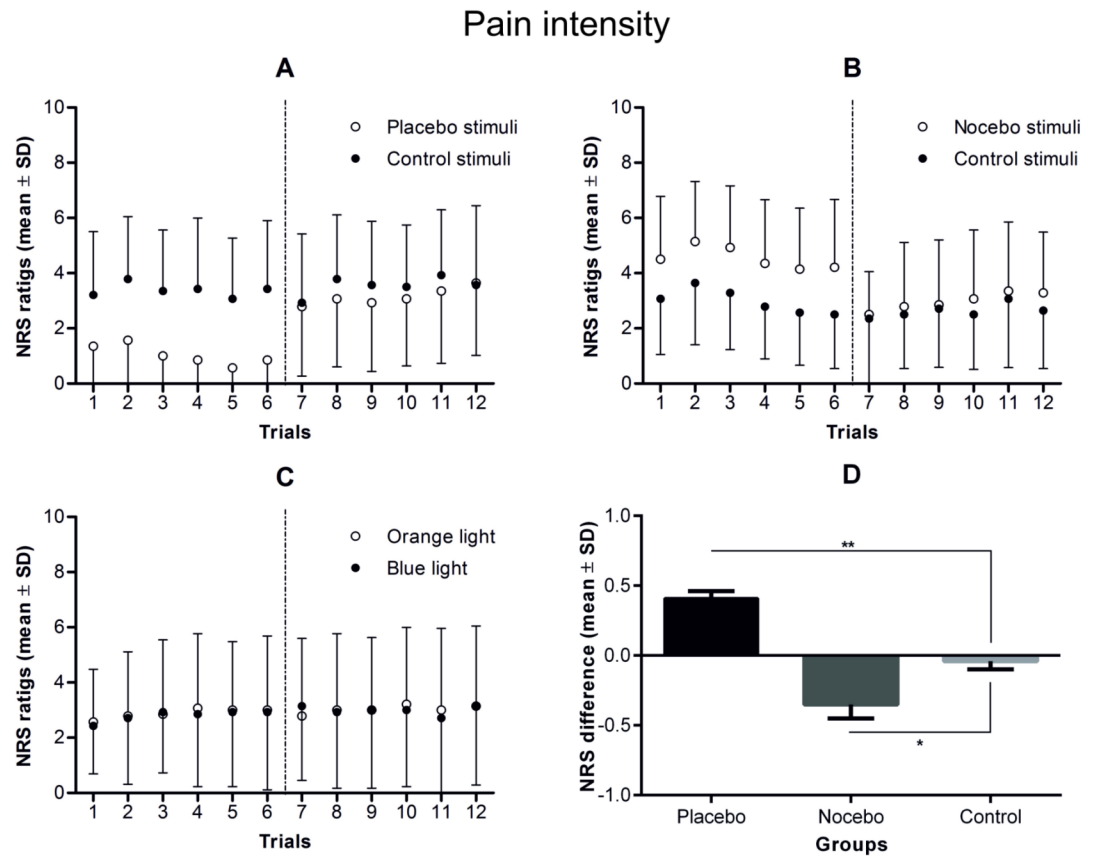 Pain intensity
A
NRS ratigs (mean ± SD)
10
8
6
4
2
0
Placebo stimuli
Control stimuli
1 2 3 4 5 6 7 8 9 10 11 12
Trials
B
NRS ratigs (mean ± SD)
10
8
6
4
2
0
Nocebo stimuli
Control stimuli
1 2 3 4 5 6 7 8 9 10 11 12
Trials
C
NRS ratigs (mean ± SD)
10
8
6
4
2
0
Orange light
Blue light
1 2 3 4 5 6 7 8 9 10 11 12
Trials
D
NRS difference (mean ± SD)
1.0
0.5
0.0
-0.5
-1.0
**
*
Placebo Nocebo Control
Groups